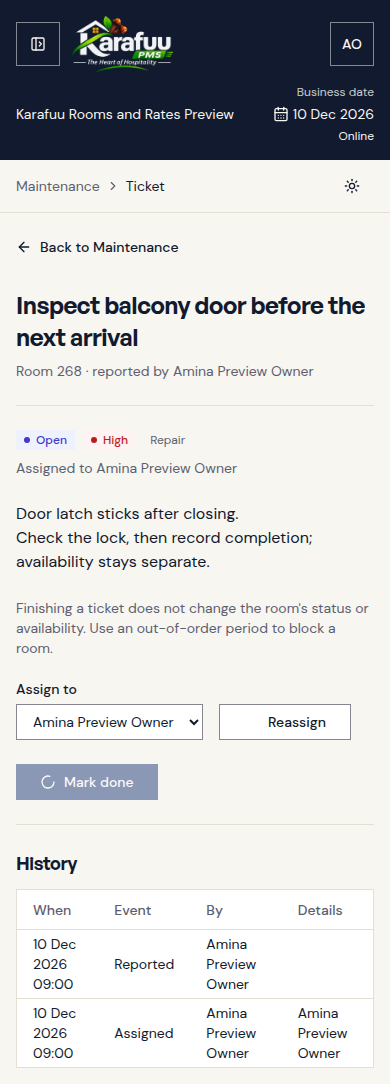 Karafuu
PMS
The Heart of Hospitality
AO
Business date
Karafuu Rooms and Rates Preview
10 Dec 2026
Online
Maintenance > Ticket
Back to Maintenance
Inspect balcony door before the
next arrival
Room 268 · reported by Amina Preview Owner
Open High Repair
Assigned to Amina Preview Owner
Door latch sticks after closing.
Check the lock, then record completion;
availability stays separate.
Finishing a ticket does not change the room's status or
availability. Use an out-of-order period to block a
room.
Assign to
Amina Preview Owner Reassign
Mark done
History
When Event By Details
10 Dec
2026
09:00
Reported
Amina
Preview
Owner
10 Dec
2026
09:00
Assigned
Amina
Preview
Owner
Amina
Preview
Owner